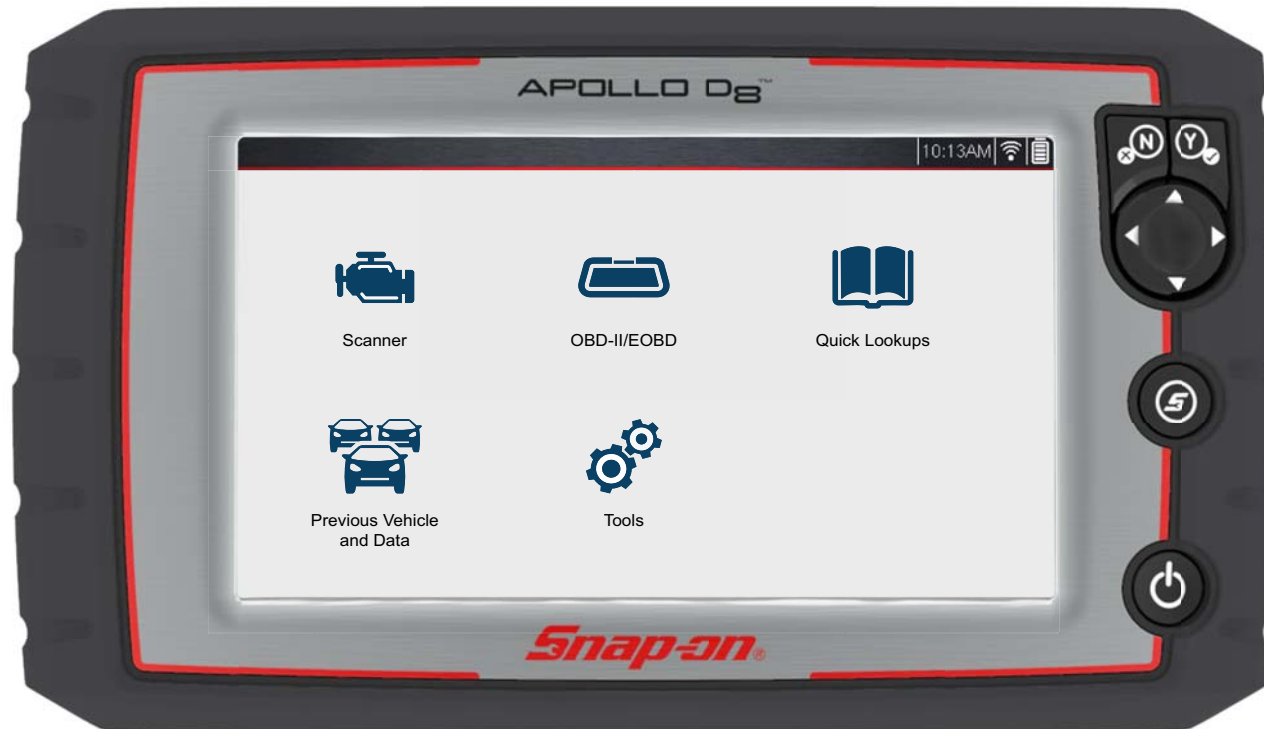 APOLLO D8™
10:13AM
N Y
Scanner
OBD-II/EOBD
Quick Lookups
Previous Vehicle
and Data
Tools
Snap-on®